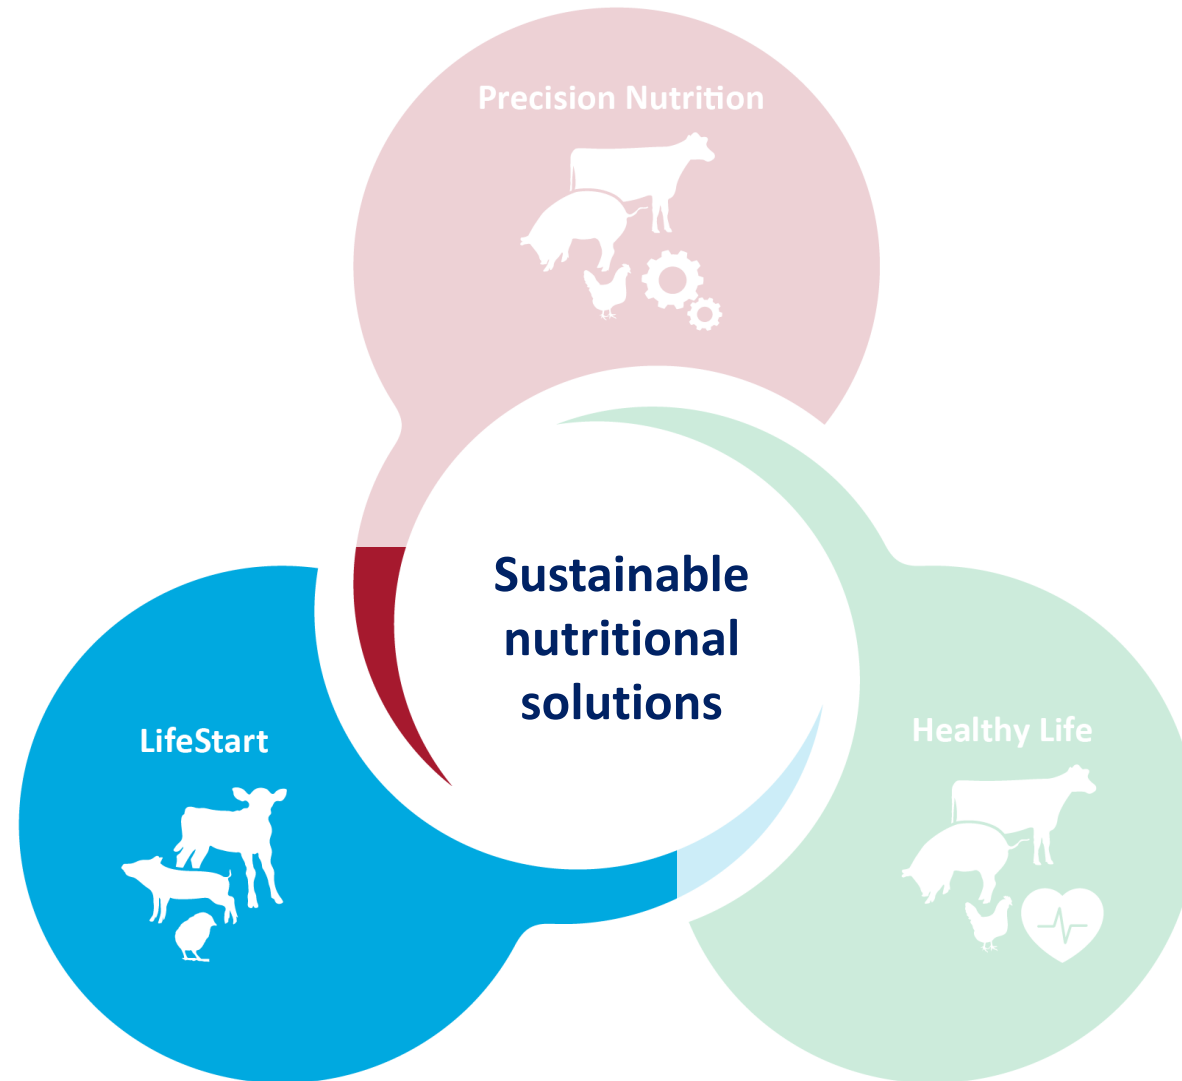 Precision Nutrition
Sustainable
nutritional
solutions
LifeStart
Healthy Life